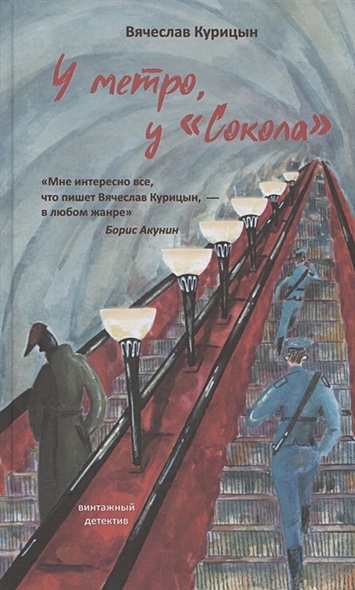 Вячеслав Курицын
У метро,
у «Сокола»
«Мне интересно все,
что пишет Вячеслав Курицын, —
в любом жанре»
Борис Акунин
винтажный
детектив